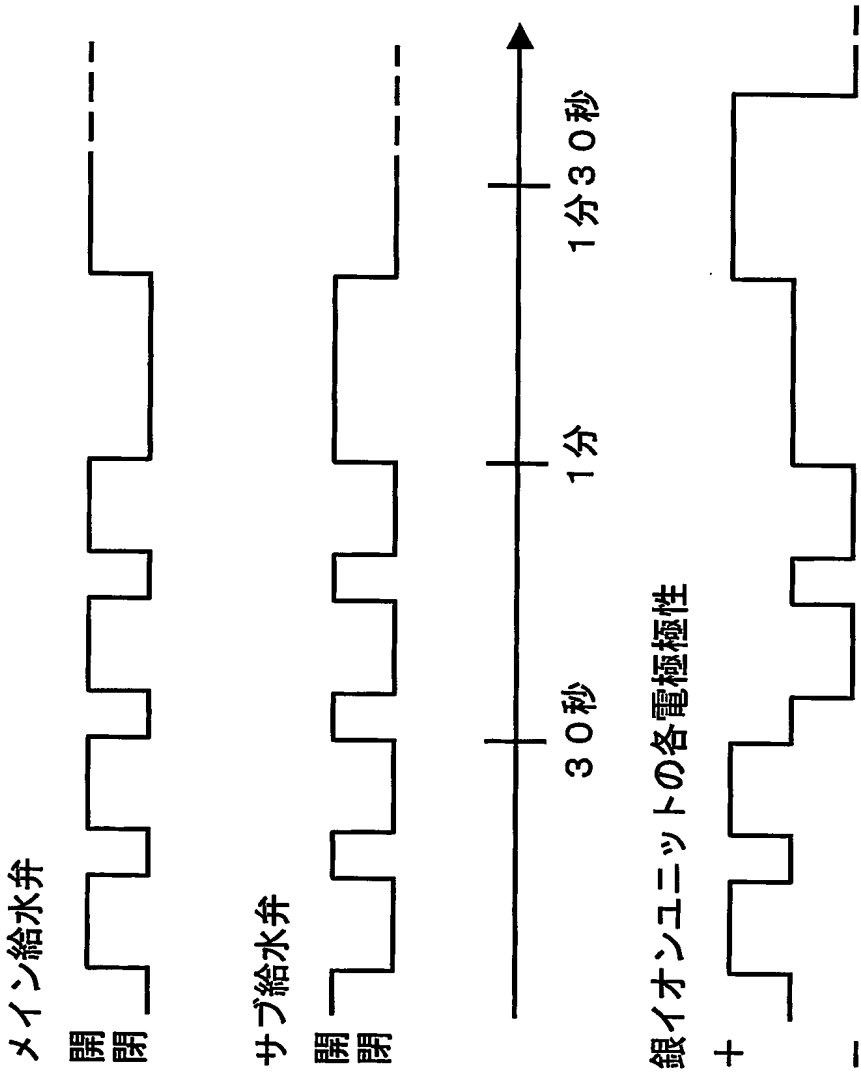 メイン給水弁
開
閉
サブ給水弁
開
閉
30秒
1分
1分30秒
銀イオンユニットの各電極極性
+
−